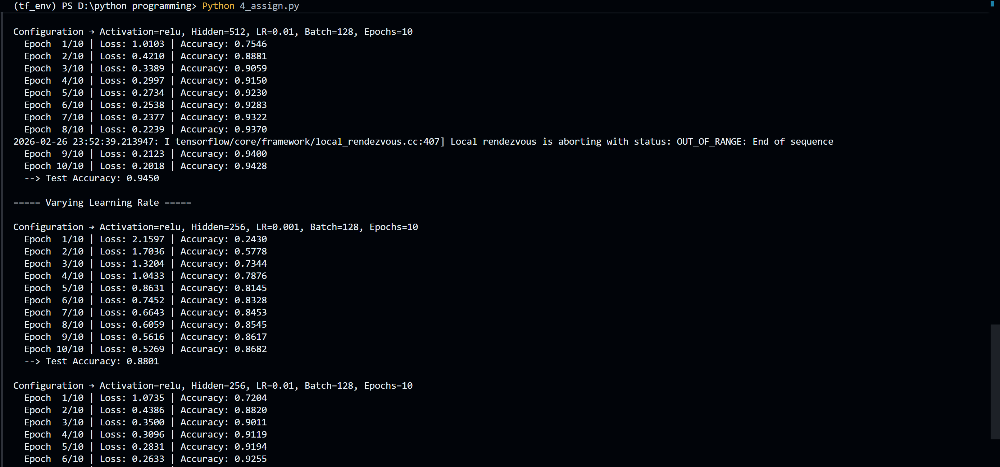 (tf_env) PS D:\python programming> Python 4_assign.py
Configuration → Activation=relu, Hidden=512, LR=0.01, Batch=128, Epochs=10
  Epoch  1/10 | Loss: 1.0103 | Accuracy: 0.7546
  Epoch  2/10 | Loss: 0.4210 | Accuracy: 0.8881
  Epoch  3/10 | Loss: 0.3389 | Accuracy: 0.9059
  Epoch  4/10 | Loss: 0.2997 | Accuracy: 0.9150
  Epoch  5/10 | Loss: 0.2734 | Accuracy: 0.9230
  Epoch  6/10 | Loss: 0.2538 | Accuracy: 0.9283
  Epoch  7/10 | Loss: 0.2377 | Accuracy: 0.9322
  Epoch  8/10 | Loss: 0.2239 | Accuracy: 0.9370
2026-02-26 23:52:39.213947: I tensorflow/core/framework/local_rendezvous.cc:407] Local rendezvous is aborting with status: OUT_OF_RANGE: End of sequence
  Epoch  9/10 | Loss: 0.2123 | Accuracy: 0.9400
  Epoch 10/10 | Loss: 0.2018 | Accuracy: 0.9428
  --> Test Accuracy: 0.9450
===== Varying Learning Rate =====
Configuration → Activation=relu, Hidden=256, LR=0.001, Batch=128, Epochs=10
  Epoch  1/10 | Loss: 2.1597 | Accuracy: 0.2430
  Epoch  2/10 | Loss: 1.7036 | Accuracy: 0.5778
  Epoch  3/10 | Loss: 1.3204 | Accuracy: 0.7344
  Epoch  4/10 | Loss: 1.0433 | Accuracy: 0.7876
  Epoch  5/10 | Loss: 0.8631 | Accuracy: 0.8145
  Epoch  6/10 | Loss: 0.7452 | Accuracy: 0.8328
  Epoch  7/10 | Loss: 0.6643 | Accuracy: 0.8453
  Epoch  8/10 | Loss: 0.6059 | Accuracy: 0.8545
  Epoch  9/10 | Loss: 0.5616 | Accuracy: 0.8617
  Epoch 10/10 | Loss: 0.5269 | Accuracy: 0.8682
  --> Test Accuracy: 0.8801
Configuration → Activation=relu, Hidden=256, LR=0.01, Batch=128, Epochs=10
  Epoch  1/10 | Loss: 1.0735 | Accuracy: 0.7204
  Epoch  2/10 | Loss: 0.4386 | Accuracy: 0.8820
  Epoch  3/10 | Loss: 0.3500 | Accuracy: 0.9011
  Epoch  4/10 | Loss: 0.3096 | Accuracy: 0.9119
  Epoch  5/10 | Loss: 0.2831 | Accuracy: 0.9194
  Epoch  6/10 | Loss: 0.2633 | Accuracy: 0.9255